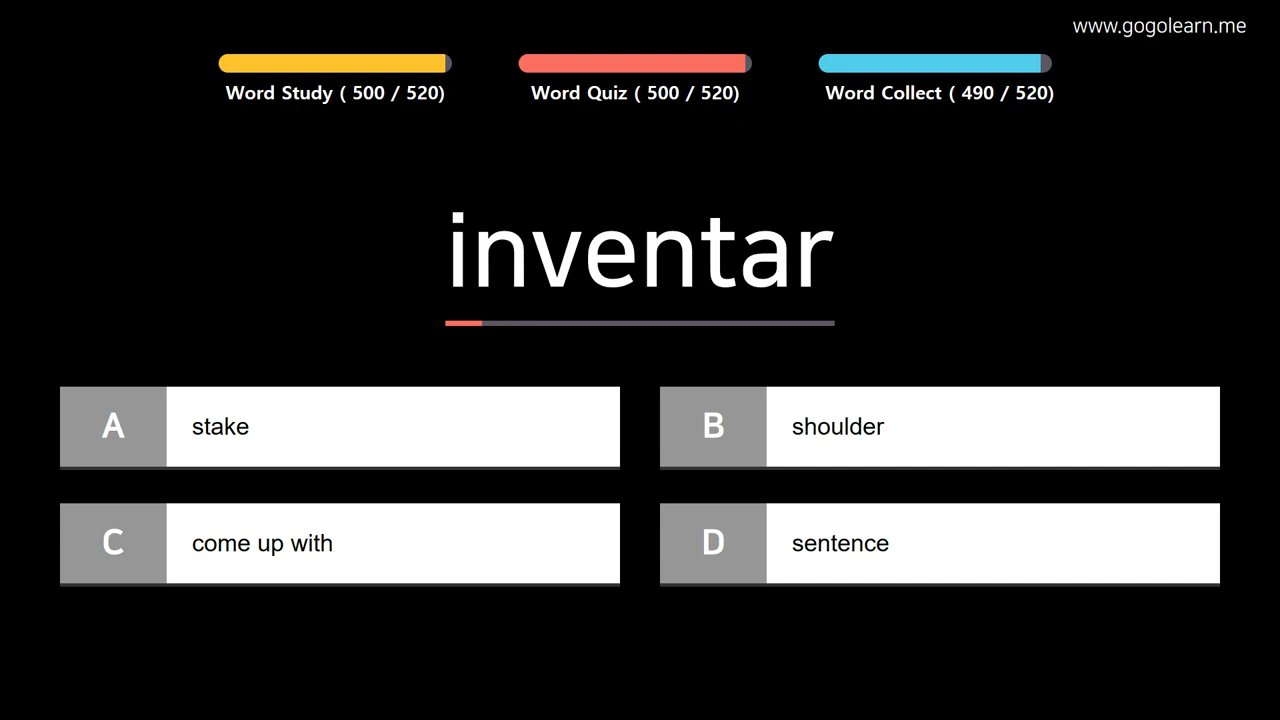 www.gogolearn.me
Word Study ( 500 / 520)
Word Quiz ( 500 / 520)
Word Collect ( 490 / 520)
inventar
A stake
B shoulder
C come up with
D sentence